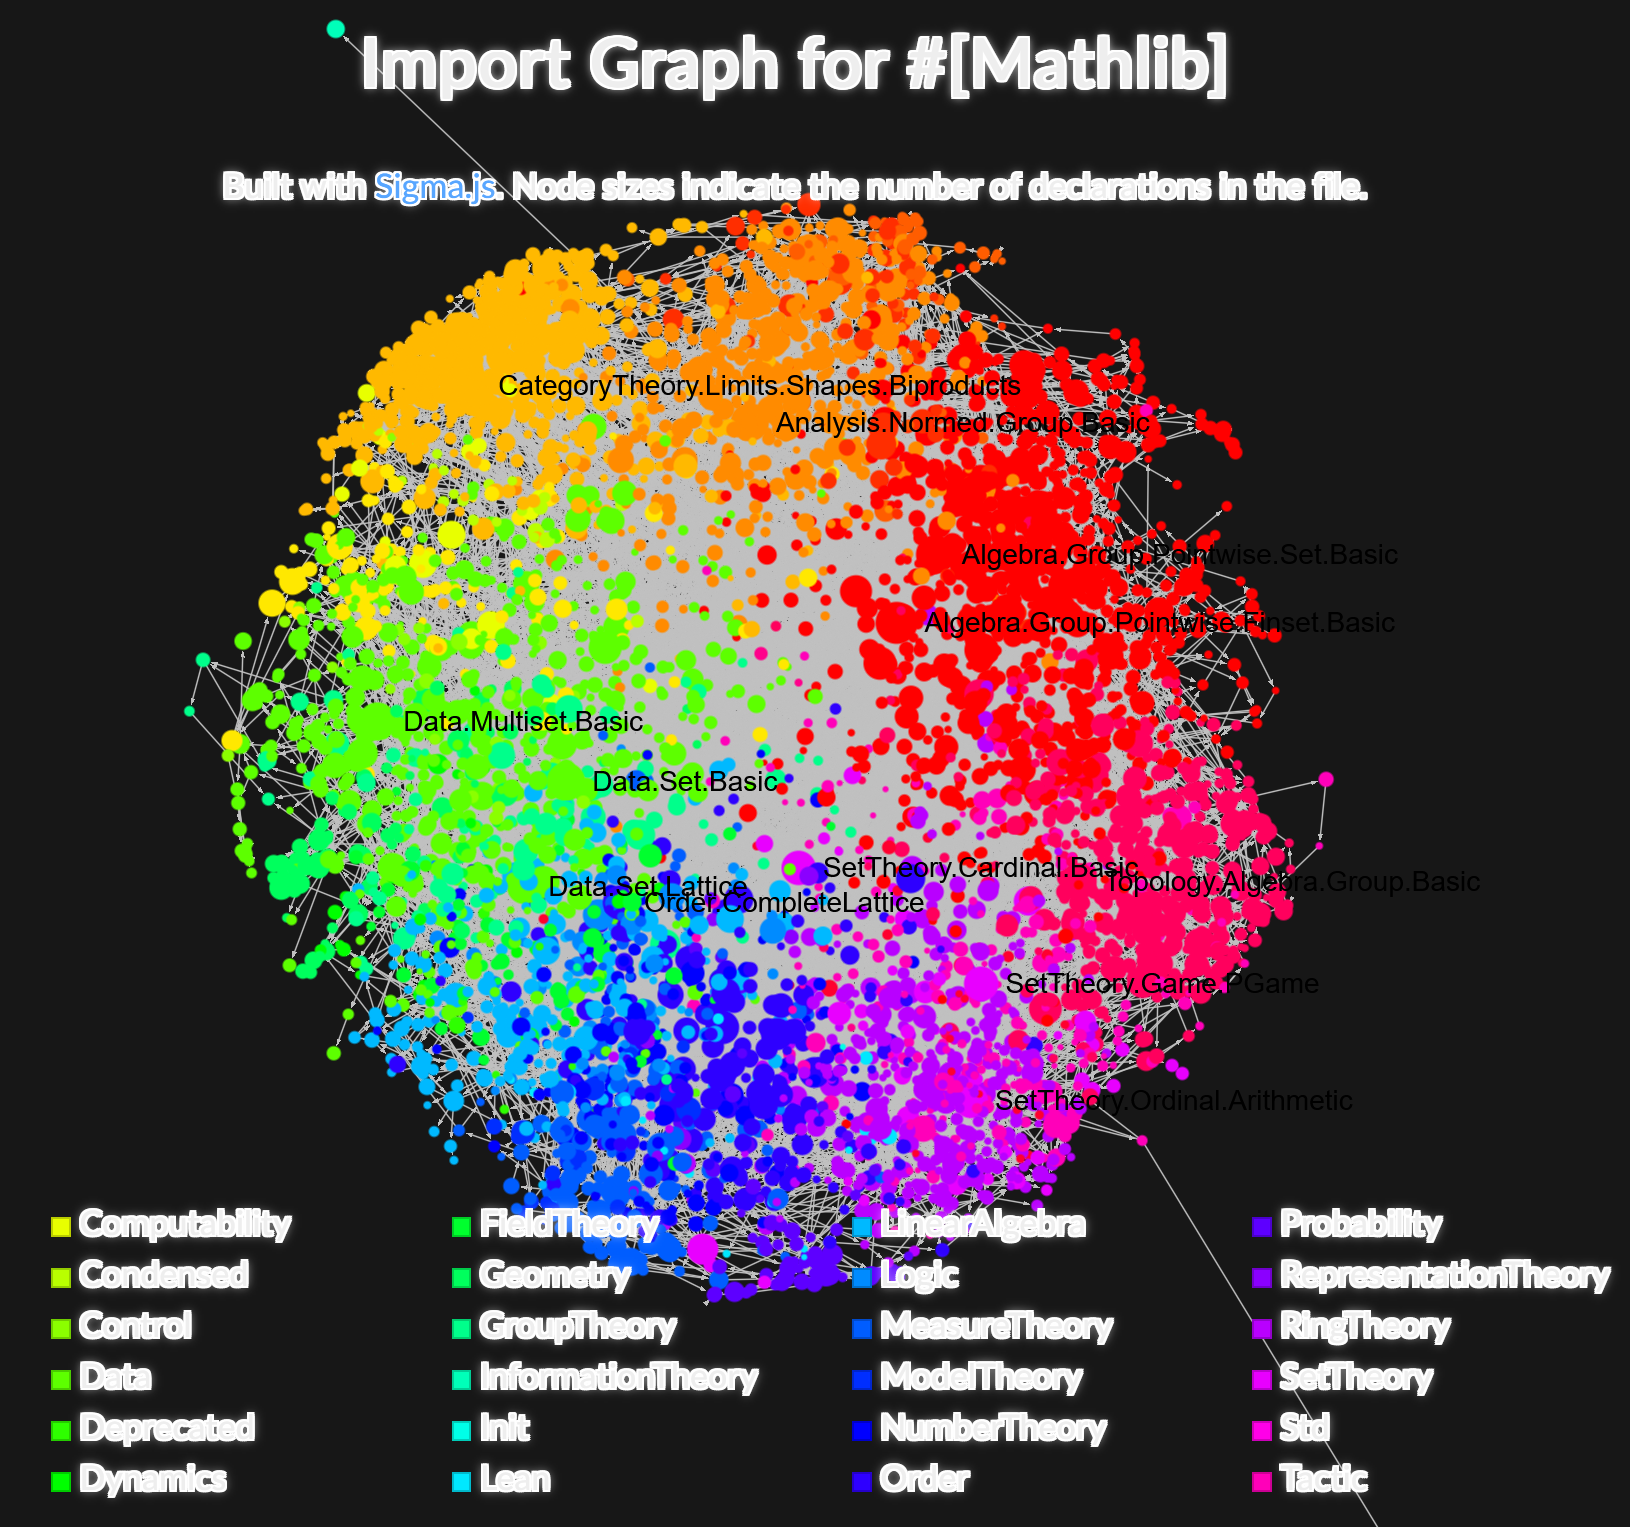 Import Graph for #[Mathlib]
Built with Sigma.js. Node sizes indicate the number of declarations in the file.
CategoryTheory.Limits.Shapes.Biproducts
Analysis.Normed.Group.Basic
Algebra.Group.Pointwise.Set.Basic
Algebra.Group.Pointwise.Finset.Basic
Data.Multiset.Basic
Data.Set.Basic
SetTheory.Cardinal.Basic
Topology.Algebra.Group.Basic
Data.Set.Lattice
Order.CompleteLattice
SetTheory.Game.PGame
SetTheory.Ordinal.Arithmetic
Computability FieldTheory LinearAlgebra Probability
Condensed Geometry Logic RepresentationTheory
Control GroupTheory MeasureTheory RingTheory
Data InformationTheory ModelTheory SetTheory
Deprecated Init NumberTheory Std
Dynamics Lean Order Tactic